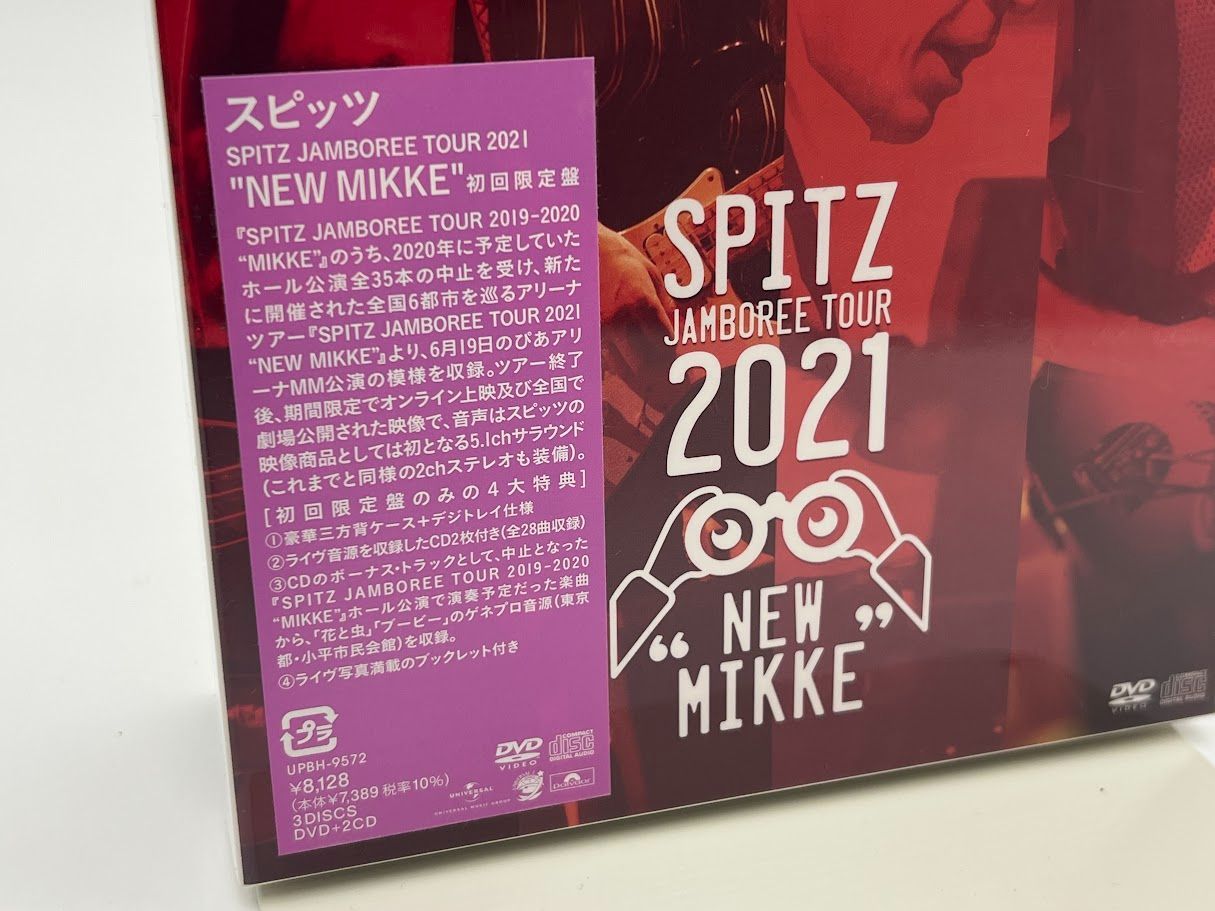 スピッツ
SPITZ JAMBOREE TOUR 2021
"NEW MIKKE"初回限定盤
『SPITZ JAMBOREE TOUR 2019-2020
“MIKKE”』のうち、2020年に予定していた
ホール公演全35本の中止を受け、新た
に開催された全国6都市を巡るアリーナ
ツアー『SPITZ JAMBOREE TOUR 2021
“NEW MIKKE”』より、6月19日のぴあアリ
ーナMM公演の模様を収録。ツアー終了
後、期間限定でオンライン上映及び全国で
劇場公開された映像で、音声はスピッツの
映像商品としては初となる5.1chサラウンド
(これまでと同様の2chステレオも装備)。
[初回限定盤のみの4大特典]
①豪華三方背ケース+デジトレイ仕様
②ライヴ音源を収録したCD2枚付き(全28曲収録)
③CDのボーナス・トラックとして、中止となった
『SPITZ JAMBOREE TOUR 2019-2020
“MIKKE”』ホール公演で演奏予定だった楽曲
から、「花と虫」「ブービー」のゲネプロ音源(東京
都・小平市民会館)を収録。
④ライヴ写真満載のブックレット付き
プラ
UPBH-9572
¥8,128
(本体¥7,389 税率10%)
3DISCS
DVD+2CD
DVD
VIDEO
COMPACT
disc
DIGITAL AUDIO
UNIVERSAL
UNIVERSAL MUSIC GROUP
Polydor
SPITZ
JAMBOREE TOUR
2021
“ NEW ”
MIKKE
DVD
VIDEO
COMPACT
disc
DIGITAL AUDIO